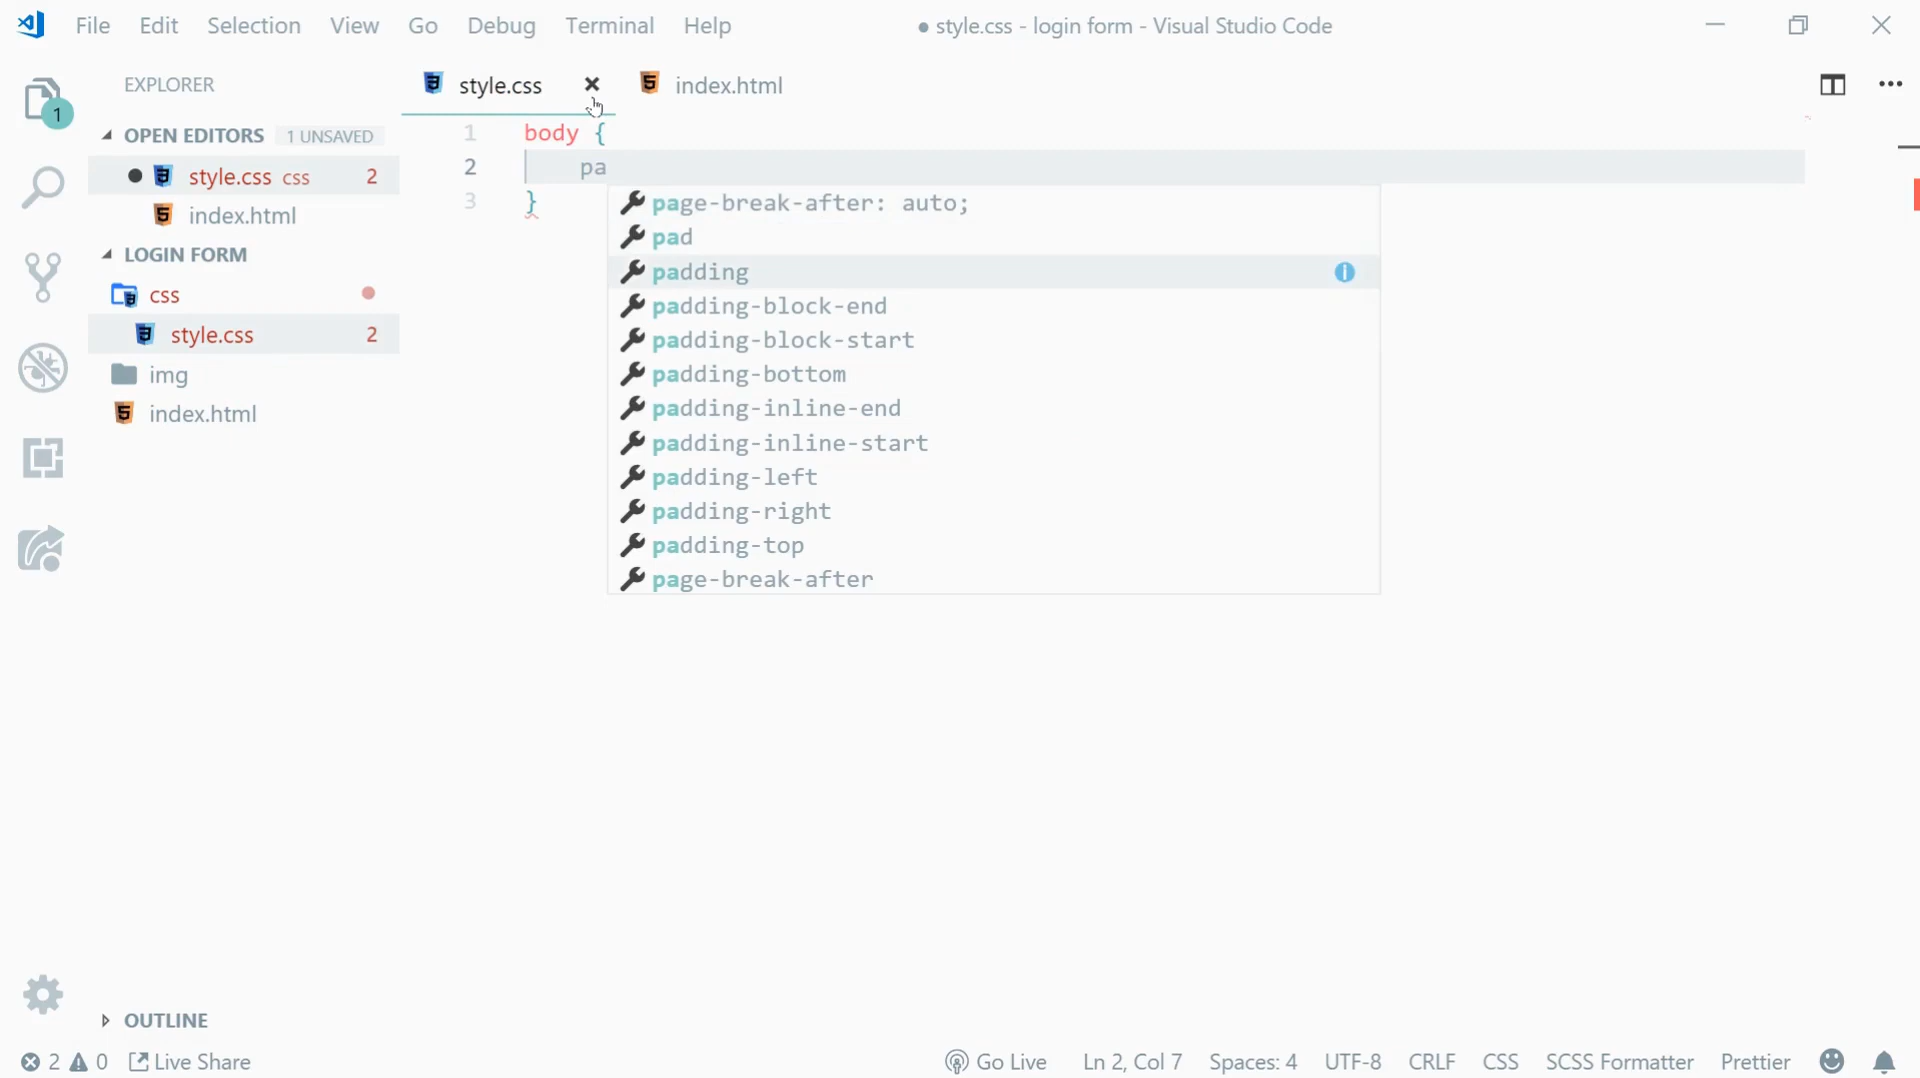 File Edit Selection View Go Debug Terminal Help ● style.css - login form - Visual Studio Code
EXPLORER
1
OPEN EDITORS 1 UNSAVED
style.css css 2
index.html
LOGIN FORM
css
style.css 2
img
index.html
OUTLINE
style.css index.html
1 body {
2 pa
3 }
page-break-after: auto;
pad
padding
padding-block-end
padding-block-start
padding-bottom
padding-inline-end
padding-inline-start
padding-left
padding-right
padding-top
page-break-after
2 0 Live Share Go Live Ln 2, Col 7 Spaces: 4 UTF-8 CRLF CSS SCSS Formatter Prettier